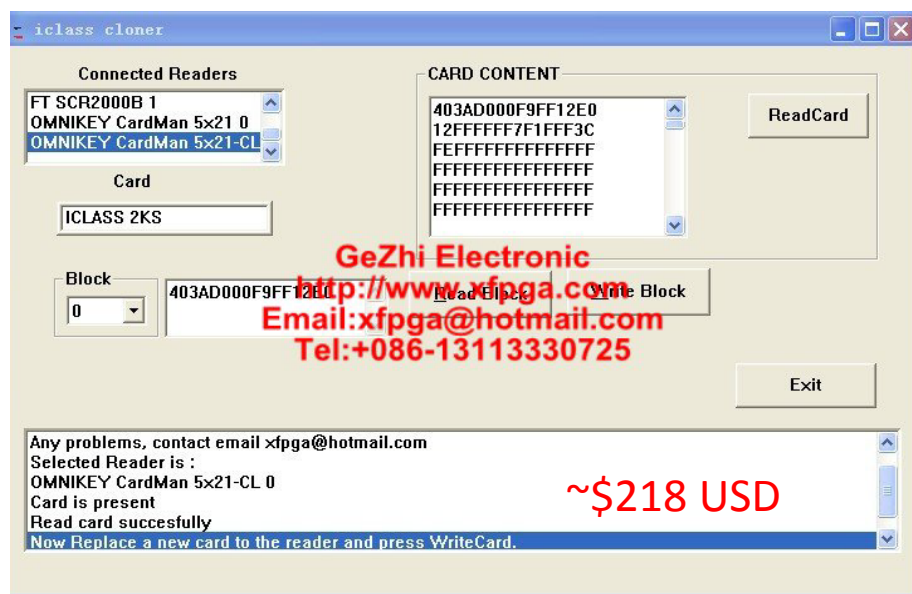 iclass cloner
Connected Readers
FT SCR2000B 1
OMNIKEY CardMan 5x21 0
OMNIKEY CardMan 5x21-CL
Card
ICLASS 2KS
CARD CONTENT
403AD000F9FF12E0
12FFFFFF7F1FFF3C
FEFFFFFFFFFFFFFF
FFFFFFFFFFFFFFFF
FFFFFFFFFFFFFFFF
FFFFFFFFFFFFFFFF
ReadCard
GeZhi Electronic
http://www.xfpga.com
Email:xfpga@hotmail.com
Tel:+086-13113330725
Block
0
403AD000F9FF12E0
Read Block
Write Block
Exit
Any problems, contact email xfpga@hotmail.com
Selected Reader is :
OMNIKEY CardMan 5x21-CL 0
Card is present
Read card succesfully
Now Replace a new card to the reader and press WriteCard.
~$218 USD